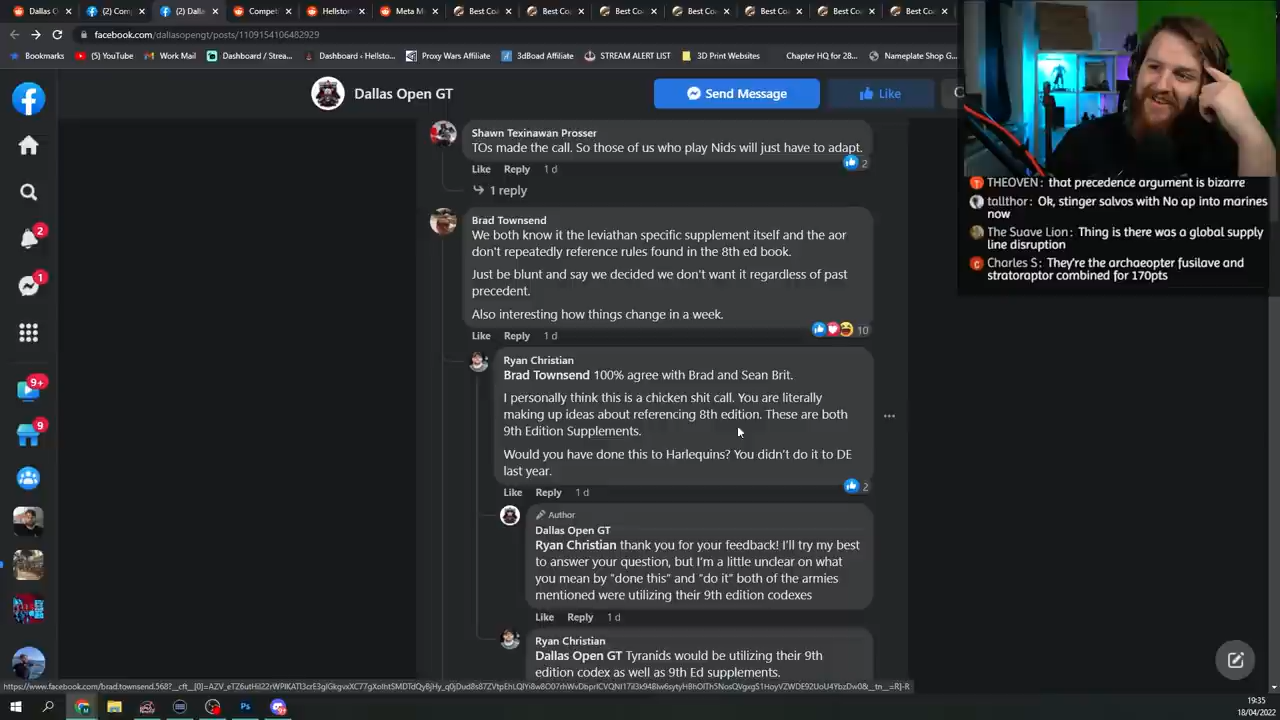 Dallas O
(2) Com
(2) Dalla
Competi
Hellstor
Meta M
Best Co
Best Co
Best Co
Best Co
Best Co
Best Co
Best Co
facebook.com/dallasopengt/posts/1109154106482929
Bookmarks
(5) YouTube
Work Mail
Dashboard / Strea...
Dashboard ‹ Hellsto...
Proxy Wars Affiliate
3dBoad Affiliate
STREAM ALERT LIST
3D Print Websites
Chapter HQ for 28...
Nameplate Shop G...
Dallas Open GT
Send Message
Like
Shawn Texinawan Prosser
TOs made the call. So those of us who play Nids will just have to adapt.
Like Reply 1 d
2
1 reply
Brad Townsend
We both know it the leviathan specific supplement itself and the aor
don't repeatedly reference rules found in the 8th ed book.
Just be blunt and say we decided we don't want it regardless of past
precedent.
Also interesting how things change in a week.
10
Like Reply 1 d
Ryan Christian
Brad Townsend 100% agree with Brad and Sean Brit.
I personally think this is a chicken shit call. You are literally
making up ideas about referencing 8th edition. These are both
9th Edition Supplements.
Would you have done this to Harlequins? You didn't do it to DE
last year.
Like Reply 1 d
2
Author
Dallas Open GT
Ryan Christian thank you for your feedback! I'll try my best
to answer your question, but I'm a little unclear on what
you mean by "done this" and "do it" both of the armies
mentioned were utilizing their 9th edition codexes
Like Reply 1 d
Ryan Christian
Dallas Open GT Tyranids would be utilizing their 9th
edition codex as well as 9th Ed supplements.
2
1
9+
9
THEOVEN: that precedence argument is bizarre
tallthor: Ok, stinger salvos with No ap into marines
now
The Suave Lion: Thing is there was a global supply
line disruption
Charles S: They're the archaeopter fusilave and
stratoraptor combined for 170pts
19:35
18/04/2022